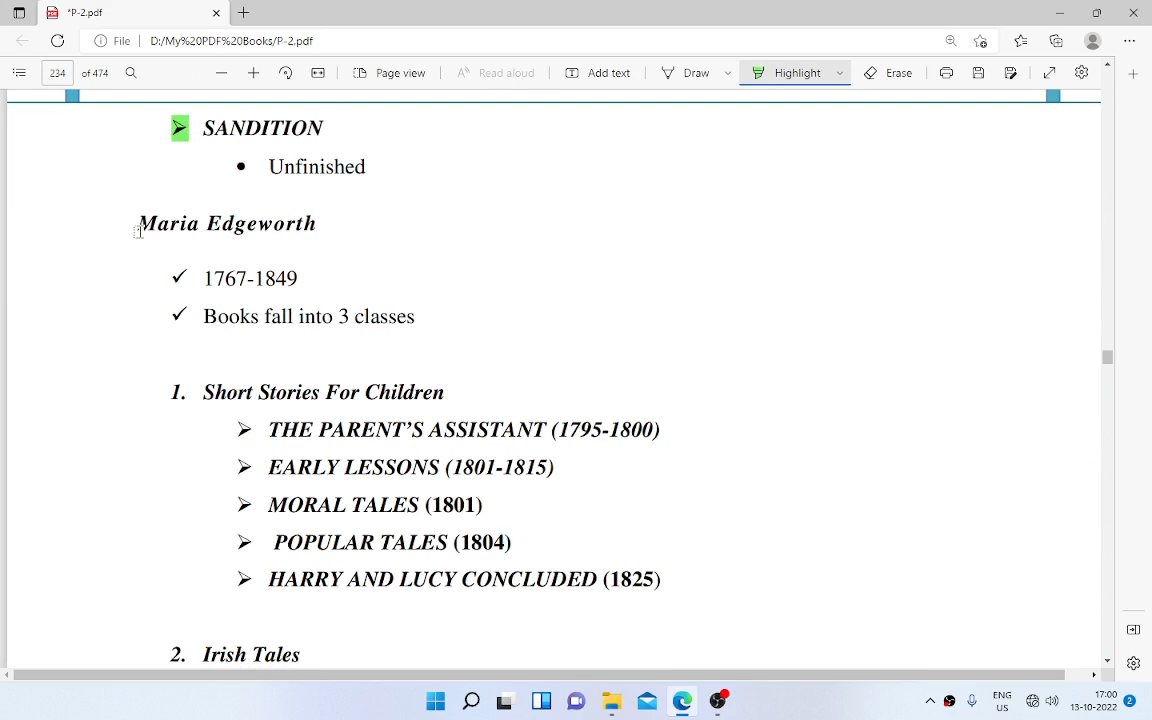 *P-2.pdf
File D:/My%20PDF%20Books/P-2.pdf
234 of 474 Page view Read aloud Add text Draw Highlight Erase
SANDITION
Unfinished
Maria Edgeworth
1767-1849
Books fall into 3 classes
1. Short Stories For Children
THE PARENT'S ASSISTANT (1795-1800)
EARLY LESSONS (1801-1815)
MORAL TALES (1801)
POPULAR TALES (1804)
HARRY AND LUCY CONCLUDED (1825)
2. Irish Tales
ENG 17:00
US 13-10-2022 2